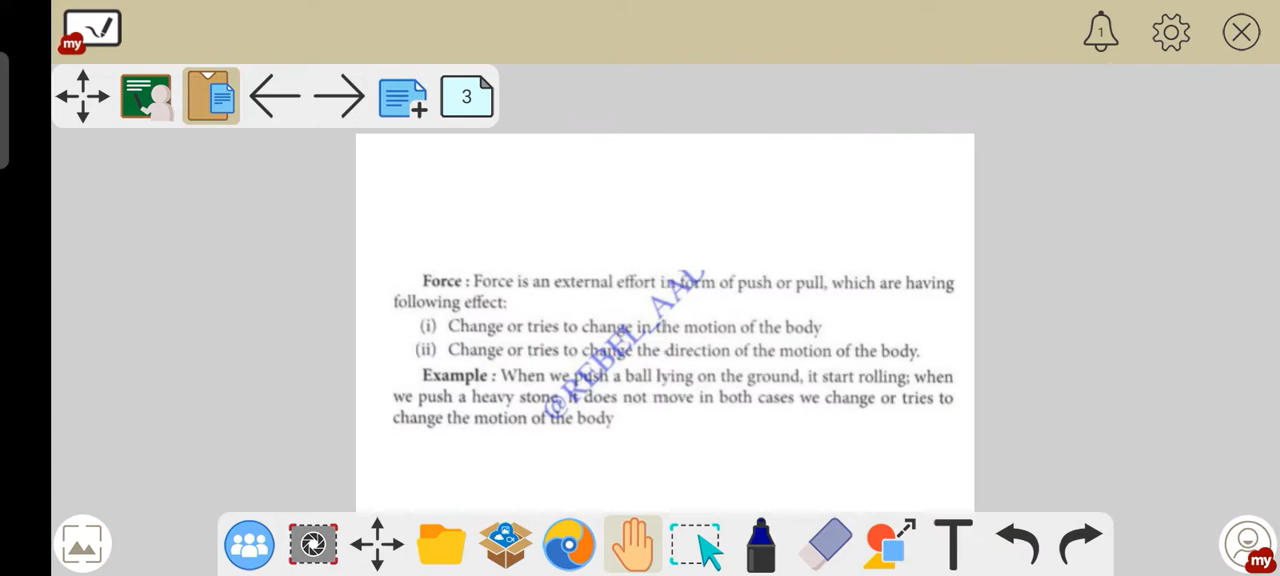 my
1
3
Force : Force is an external effort in form of push or pull, which are having
following effect:
(i) Change or tries to change in the motion of the body
(ii) Change or tries to change the direction of the motion of the body.
Example : When we push a ball lying on the ground, it start rolling; when
we push a heavy stone, it does not move in both cases we change or tries to
change the motion of the body
@REBEL_AAL
T
my